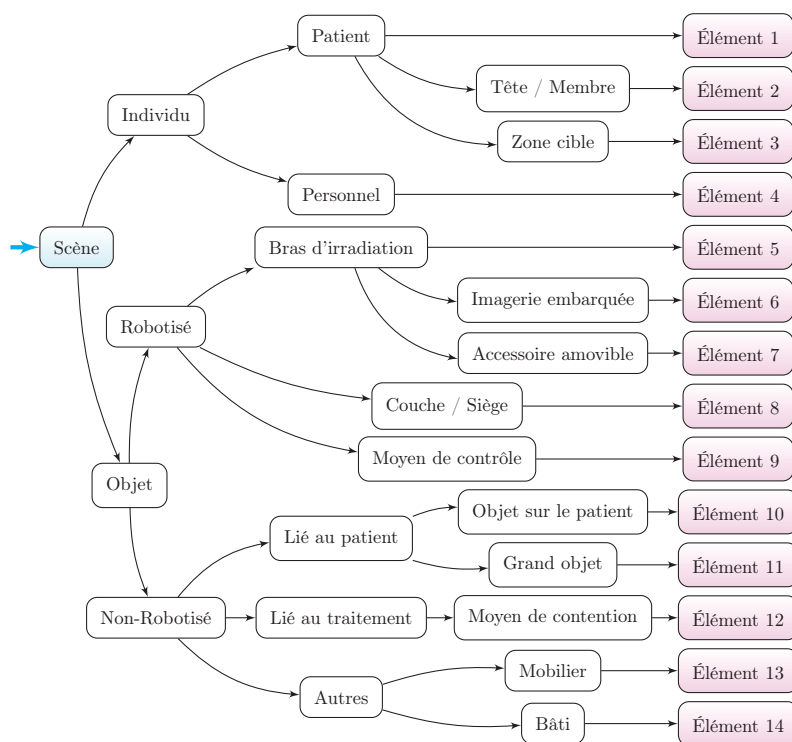 Patient
Élément 1
Tête / Membre
Élément 2
Individu
Zone cible
Élément 3
Personnel
Élément 4
Scène
Bras d'irradiation
Élément 5
Imagerie embarquée
Élément 6
Robotisé
Accessoire amovible
Élément 7
Couche / Siège
Élément 8
Moyen de contrôle
Élément 9
Objet
Objet sur le patient
Élément 10
Lié au patient
Grand objet
Élément 11
Non-Robotisé
Lié au traitement
Moyen de contention
Élément 12
Mobilier
Élément 13
Autres
Bâti
Élément 14